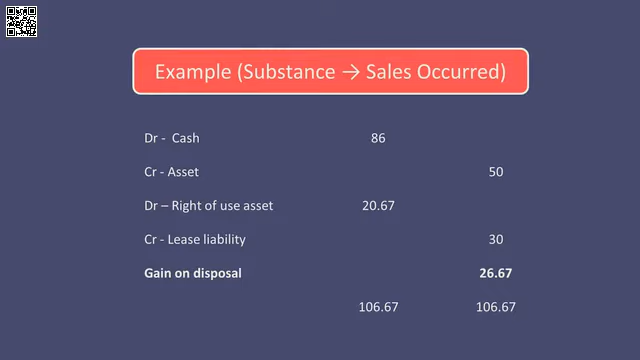 Example (Substance → Sales Occurred)
Dr - Cash 86
Cr - Asset 50
Dr – Right of use asset 20.67
Cr - Lease liability 30
Gain on disposal 26.67
106.67 106.67